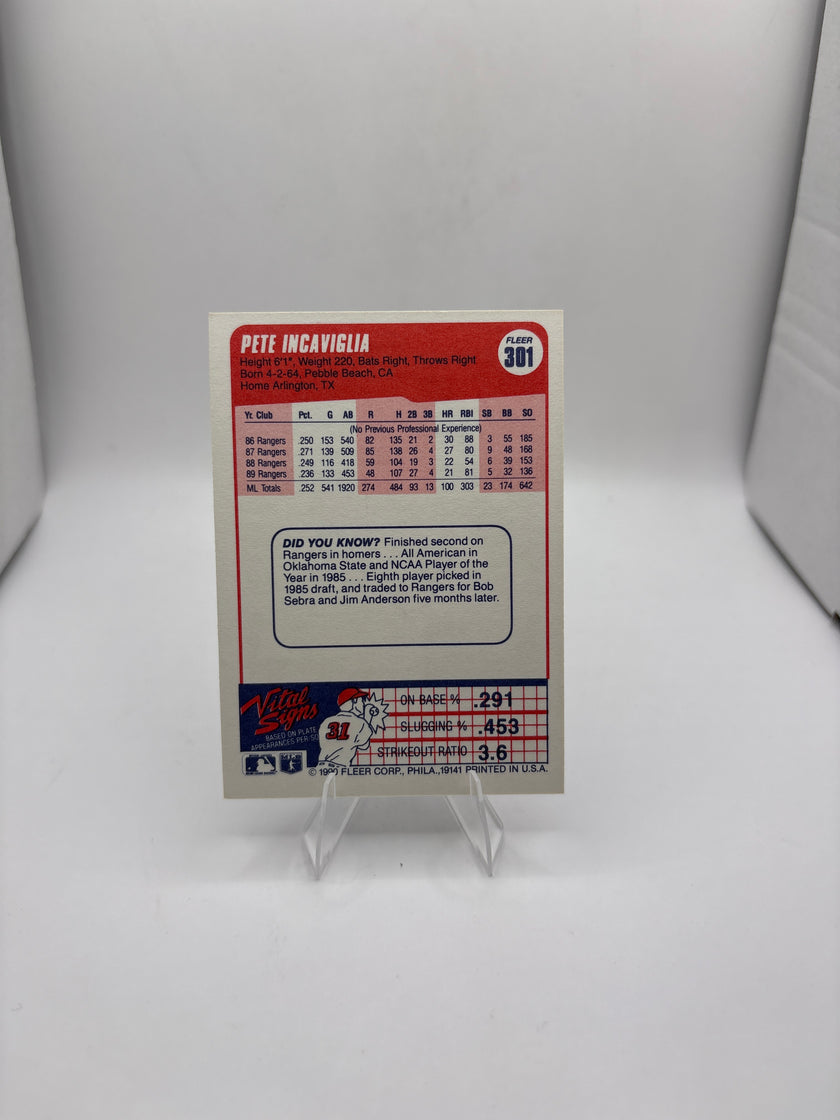 PETE INCAVIGLIA
FLEER
301
Height 6'1", Weight 220, Bats Right, Throws Right
Born 4-2-64, Pebble Beach, CA
Home Arlington, TX
Yr. Club Pct. G AB R H 2B 3B HR RBI SB BB SO
(No Previous Professional Experience)
86 Rangers .250 153 540 82 135 21 2 30 88 3 55 185
87 Rangers .271 139 509 85 138 26 4 27 80 9 48 168
88 Rangers .249 116 418 59 104 19 3 22 54 6 39 153
89 Rangers .236 133 453 48 107 27 4 21 81 5 32 136
ML Totals .252 541 1920 274 484 93 13 100 303 23 174 642
DID YOU KNOW? Finished second on
Rangers in homers . . . All American in
Oklahoma State and NCAA Player of the
Year in 1985 . . . Eighth player picked in
1985 draft, and traded to Rangers for Bob
Sebra and Jim Anderson five months later.
Vital
Signs
BASED ON PLATE
APPEARANCES PER/SO
31
ON BASE % .291
SLUGGING % .453
STRIKEOUT RATIO 3.6
© 1990 FLEER CORP., PHILA.,19141 PRINTED IN U.S.A.